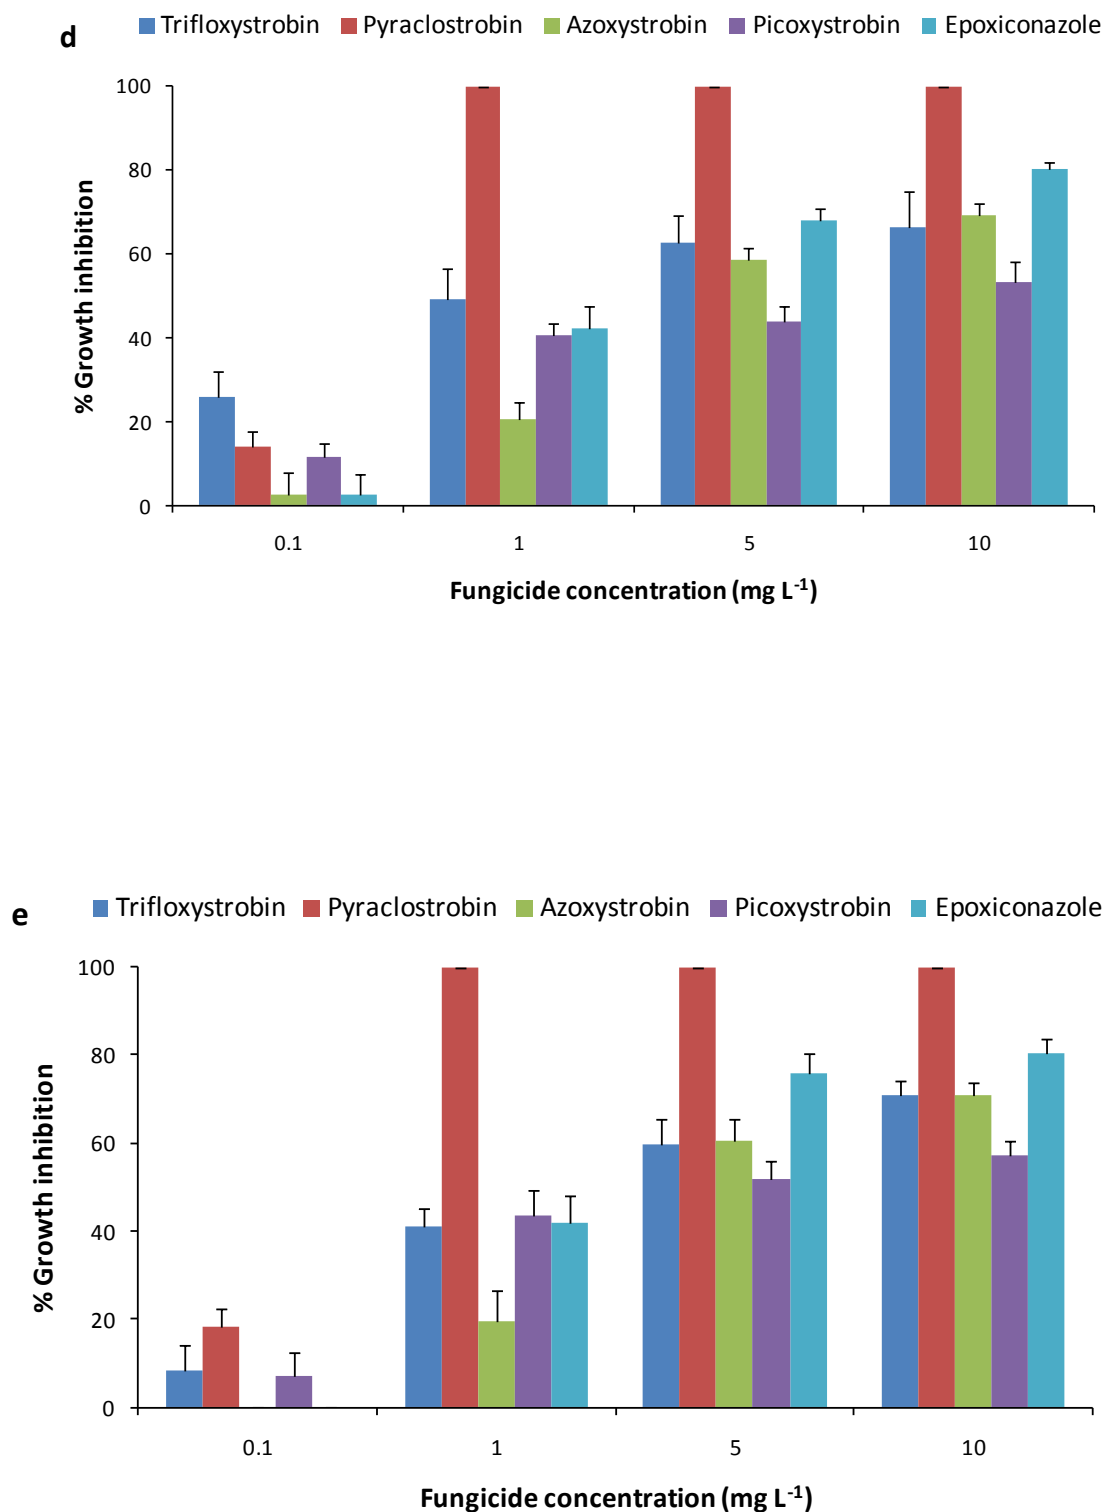 d
Trifloxystrobin Pyraclostrobin Azoxystrobin Picoxystrobin Epoxiconazole
100
80
60
40
20
0
% Growth inhibition
0.1 1 5 10
Fungicide concentration (mg L⁻¹)
e
Trifloxystrobin Pyraclostrobin Azoxystrobin Picoxystrobin Epoxiconazole
100
80
60
40
20
0
% Growth inhibition
0.1 1 5 10
Fungicide concentration (mg L⁻¹)